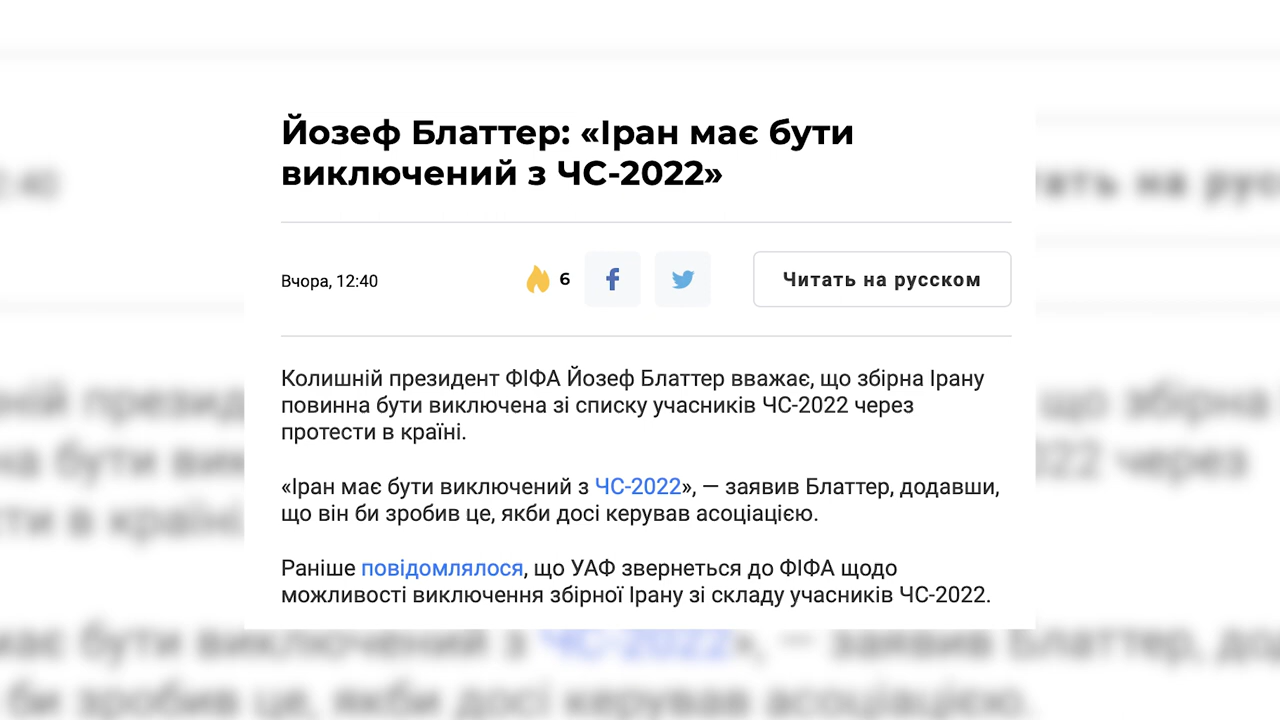 Йозеф Блаттер: «Іран має бути
виключений з ЧС-2022»
Вчора, 12:40
6
Читать на русском
Колишній президент ФІФА Йозеф Блаттер вважає, що збірна Ірану
повинна бути виключена зі списку учасників ЧС-2022 через
протести в країні.
«Іран має бути виключений з ЧС-2022», — заявив Блаттер, додавши,
що він би зробив це, якби досі керував асоціацією.
Раніше повідомлялося, що УАФ звернеться до ФІФА щодо
можливості виключення збірної Ірану зі складу учасників ЧС-2022.